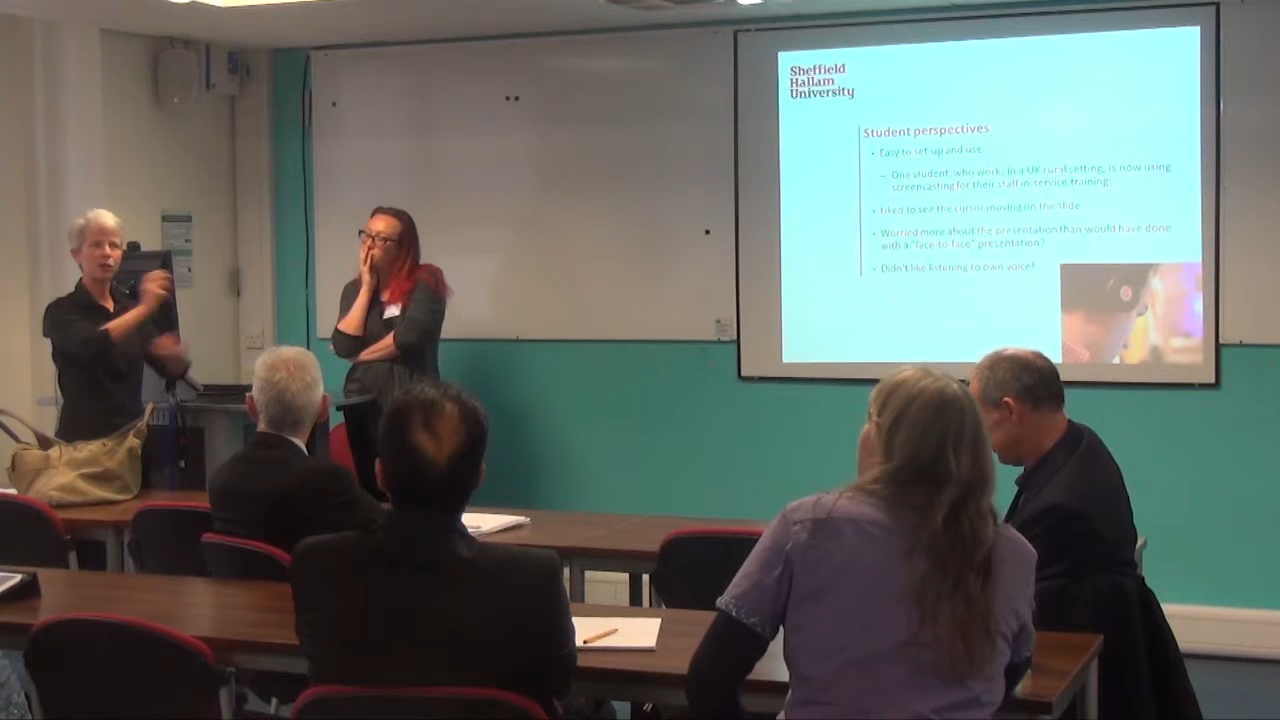 Sheffield
Hallam
University
Student perspectives
• Easy to set-up and use
– One student, who works in a UK rural setting, is now using
screencasting for their staff in-service training
• Liked to see the cursor moving on the slide
• Worried more about the presentation than would have done
with a "face-to-face" presentation?
• Didn't like listening to own voice!